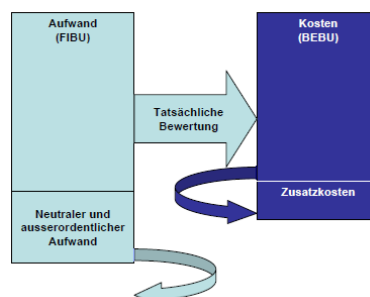 Aufwand
(FIBU)
Kosten
(BEBU)
Tatsächliche
Bewertung
Zusatzkosten
Neutraler und
ausserordentlicher
Aufwand